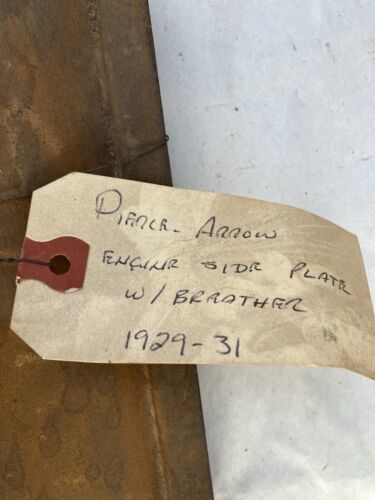 PIERCE-ARROW
ENGINE SIDE PLATE
W/BREATHER
1929-31